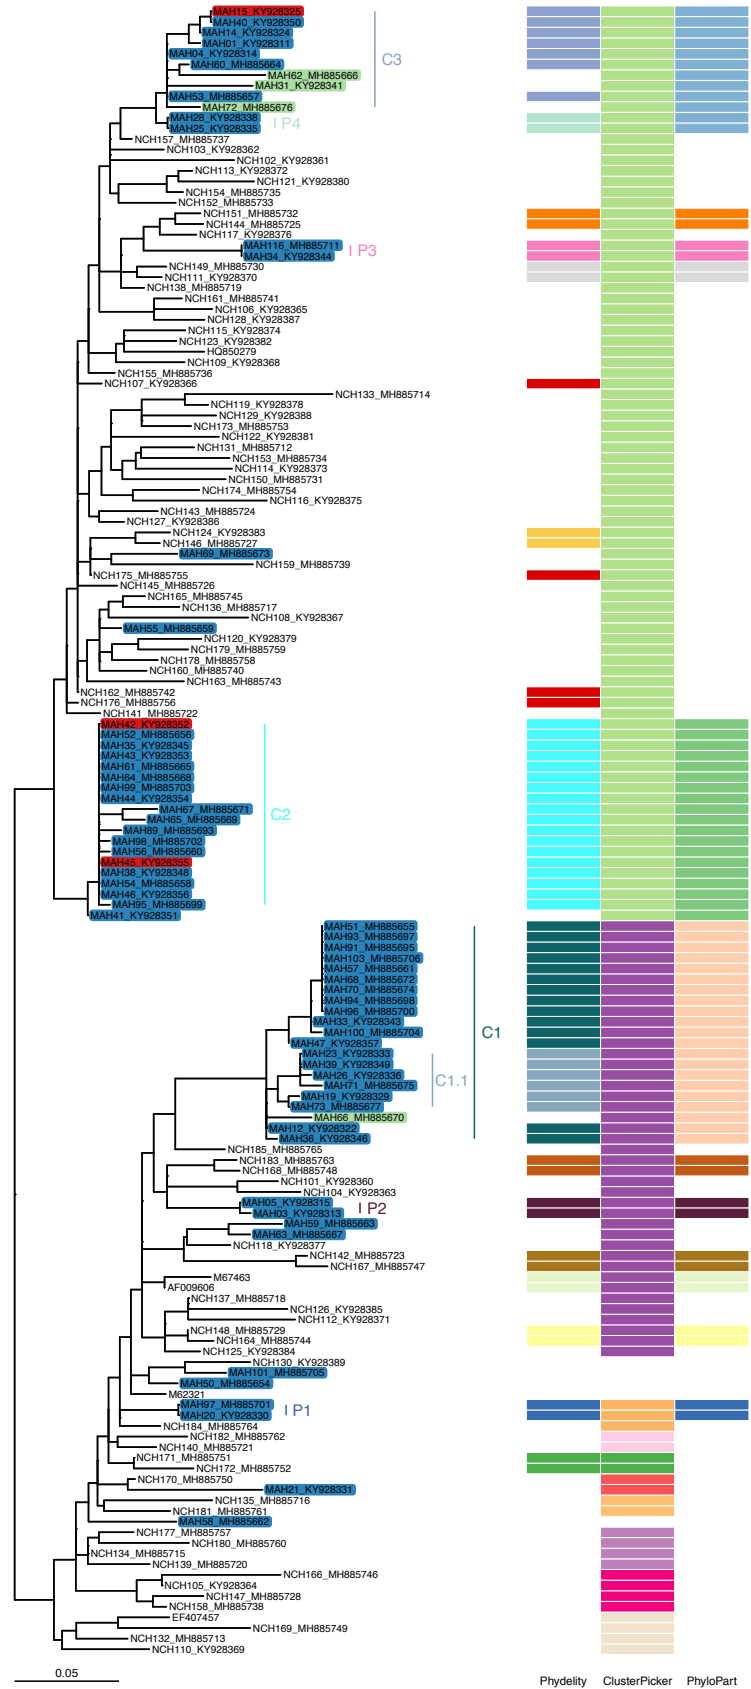 MAH15_KY928325
MAH40_KY928350
MAH14_KY928324
MAH01_KY928311
MAH04_KY928314
C3
MAH60_MH885664
MAH62_MH885666
MAH31_KY928341
MAH53_MH885657
MAH72_MH885676
MAH28_KY928338
P4
MAH25_KY928335
NCH157_MH885737
NCH103_KY928362
NCH102_KY928361
NCH113_KY928372
NCH121_KY928380
NCH154_MH885735
NCH152_MH885733
NCH151_MH885732
NCH144_MH885725
NCH117_KY928376
MAH116_MH885711
P3
MAH34_KY928344
NCH149_MH885730
NCH111_KY928370
NCH138_MH885719
NCH161_MH885741
NCH106_KY928365
NCH128_KY928387
NCH115_KY928374
NCH123_KY928382
HQ850279
NCH109_KY928368
NCH155_MH885736
NCH107_KY928366
NCH133_MH885714
NCH119_KY928378
NCH129_KY928388
NCH173_MH885753
NCH122_KY928381
NCH131_MH885712
NCH153_MH885734
NCH114_KY928373
NCH150_MH885731
NCH174_MH885754
NCH116_KY928375
NCH143_MH885724
NCH127_KY928386
NCH124_KY928383
NCH146_MH885727
MAH69_MH885673
NCH159_MH885739
NCH175_MH885755
NCH145_MH885726
NCH165_MH885745
NCH136_MH885717
NCH108_KY928367
MAH55_MH885659
NCH120_KY928379
NCH179_MH885759
NCH178_MH885758
NCH160_MH885740
NCH163_MH885743
NCH162_MH885742
NCH176_MH885756
NCH141_MH885722
MAH42_KY928352
MAH52_MH885656
MAH35_KY928345
MAH43_KY928353
MAH61_MH885665
MAH64_MH885668
MAH99_MH885703
MAH44_KY928354
MAH67_MH885671
C2
MAH65_MH885669
MAH89_MH885693
MAH98_MH885702
MAH56_MH885660
MAH45_KY928355
MAH38_KY928348
MAH54_MH885658
MAH46_KY928356
MAH95_MH885699
MAH41_KY928351
MAH51_MH885655
MAH93_MH885697
MAH91_MH885695
MAH103_MH885706
MAH57_MH885661
MAH68_MH885672
MAH70_MH885674
MAH94_MH885698
MAH96_MH885700
MAH33_KY928343
MAH100_MH885704
C1
MAH47_KY928357
MAH23_KY928333
MAH39_KY928349
MAH26_KY928336
C1.1
MAH71_MH885675
MAH19_KY928329
MAH73_MH885677
MAH66_MH885670
MAH12_KY928322
MAH36_KY928346
NCH185_MH885765
NCH183_MH885763
NCH168_MH885748
NCH101_KY928360
NCH104_KY928363
MAH05_KY928315
P2
MAH03_KY928313
MAH59_MH885663
MAH63_MH885667
NCH118_KY928377
NCH142_MH885723
NCH167_MH885747
M67463
AF009606
NCH137_MH885718
NCH126_KY928385
NCH112_KY928371
NCH148_MH885729
NCH164_MH885744
NCH125_KY928384
NCH130_KY928389
MAH101_MH885705
MAH50_MH885654
M62321
MAH97_MH885701
P1
MAH20_KY928330
NCH184_MH885764
NCH182_MH885762
NCH140_MH885721
NCH171_MH885751
NCH172_MH885752
NCH170_MH885750
MAH21_KY928331
NCH135_MH885716
NCH181_MH885761
MAH58_MH885662
NCH177_MH885757
NCH180_MH885760
NCH134_MH885715
NCH139_MH885720
NCH166_MH885746
NCH105_KY928364
NCH147_MH885728
NCH158_MH885738
EF407457
NCH169_MH885749
NCH132_MH885713
NCH110_KY928369
0.05
Phydelity ClusterPicker PhyloPart